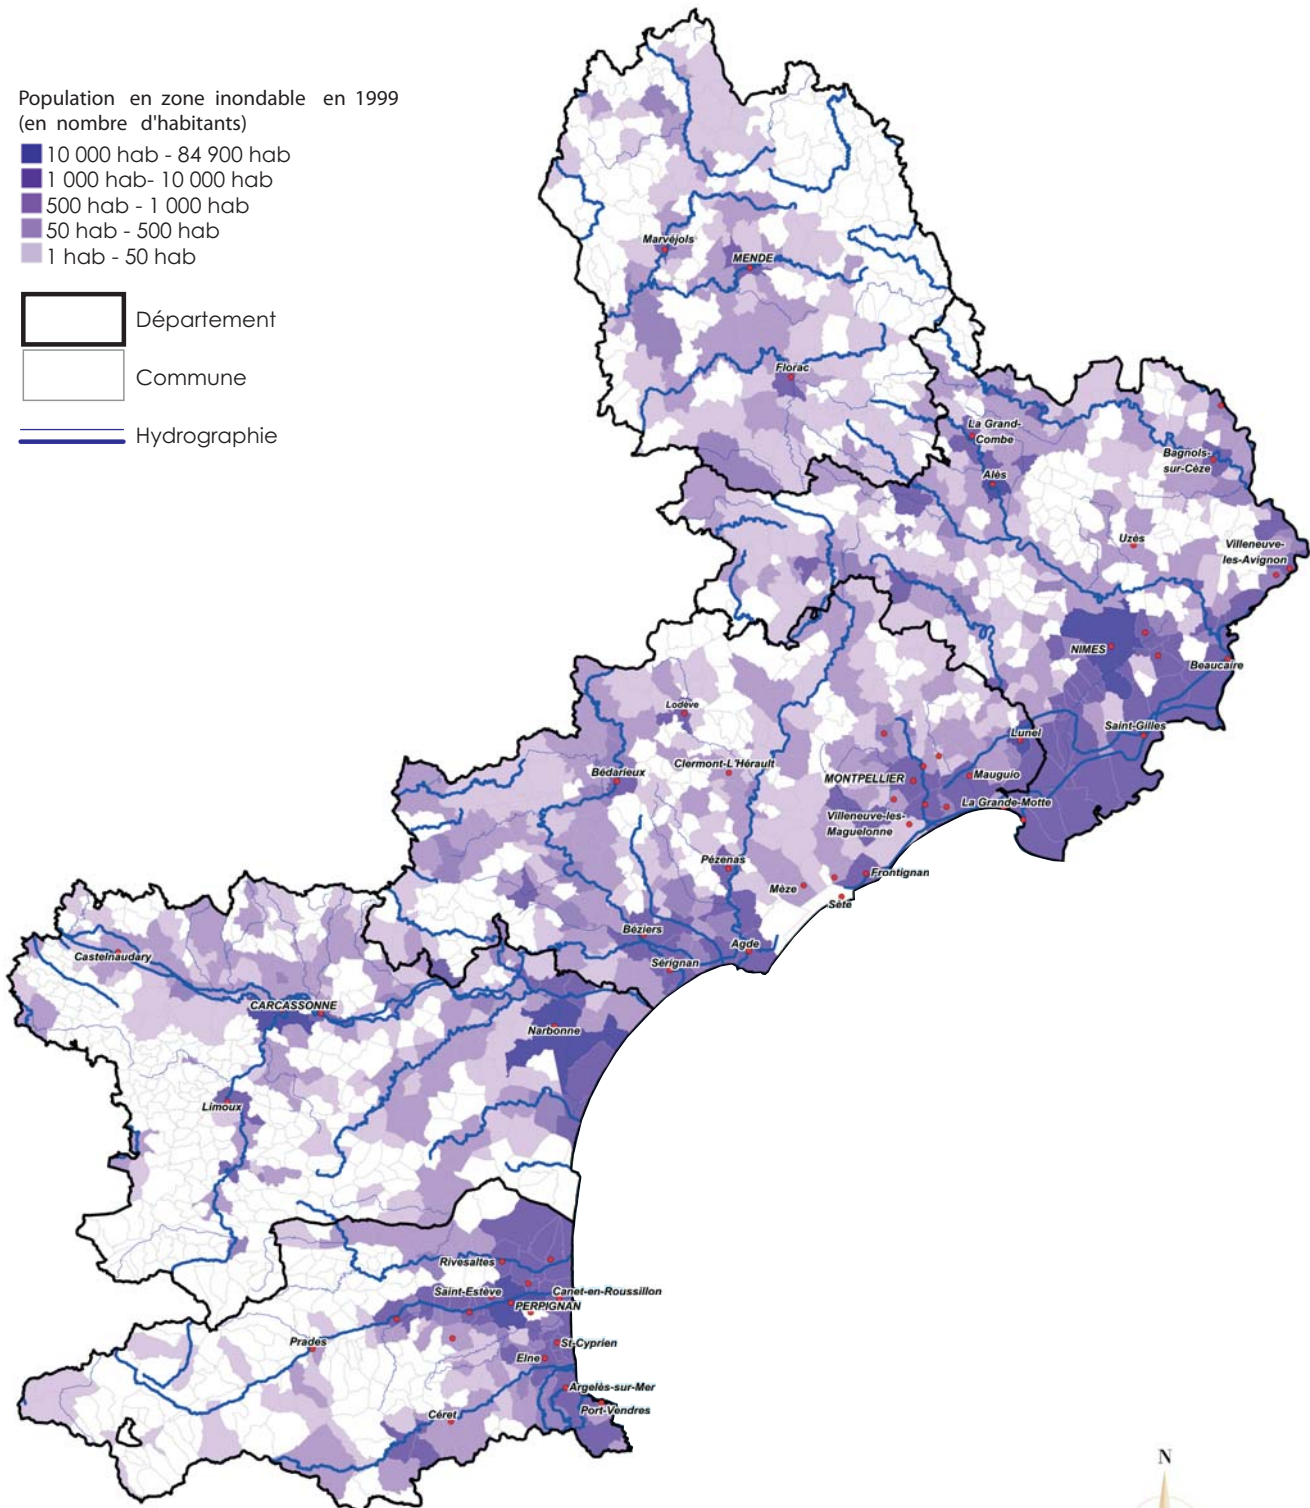 Population en zone inondable en 1999
(en nombre d'habitants)
10 000 hab - 84 900 hab
1 000 hab- 10 000 hab
500 hab - 1 000 hab
50 hab - 500 hab
1 hab - 50 hab
Département
Commune
Hydrographie
Marvéjols
MENDE
Florac
La Grand-
Combe
Alès
Bagnols-
sur-Cèze
Uzès
Villeneuve-
les-Avignon
NIMES
Beaucaire
Saint-Gilles
Lodève
Lunel
Clermont-L'Hérault
Bédarieux
MONTPELLIER
Mauguio
La Grande-Motte
Villeneuve-les-
Maguelonne
Pézenas
Frontignan
Mèze
Sète
Béziers
Agde
Sérignan
Castelnaudary
CARCASSONNE
Narbonne
Limoux
Rivesaltes
Saint-Estève
Canet-en-Roussillon
PERPIGNAN
Prades
St-Cyprien
Elne
Argelès-sur-Mer
Port-Vendres
Céret
N